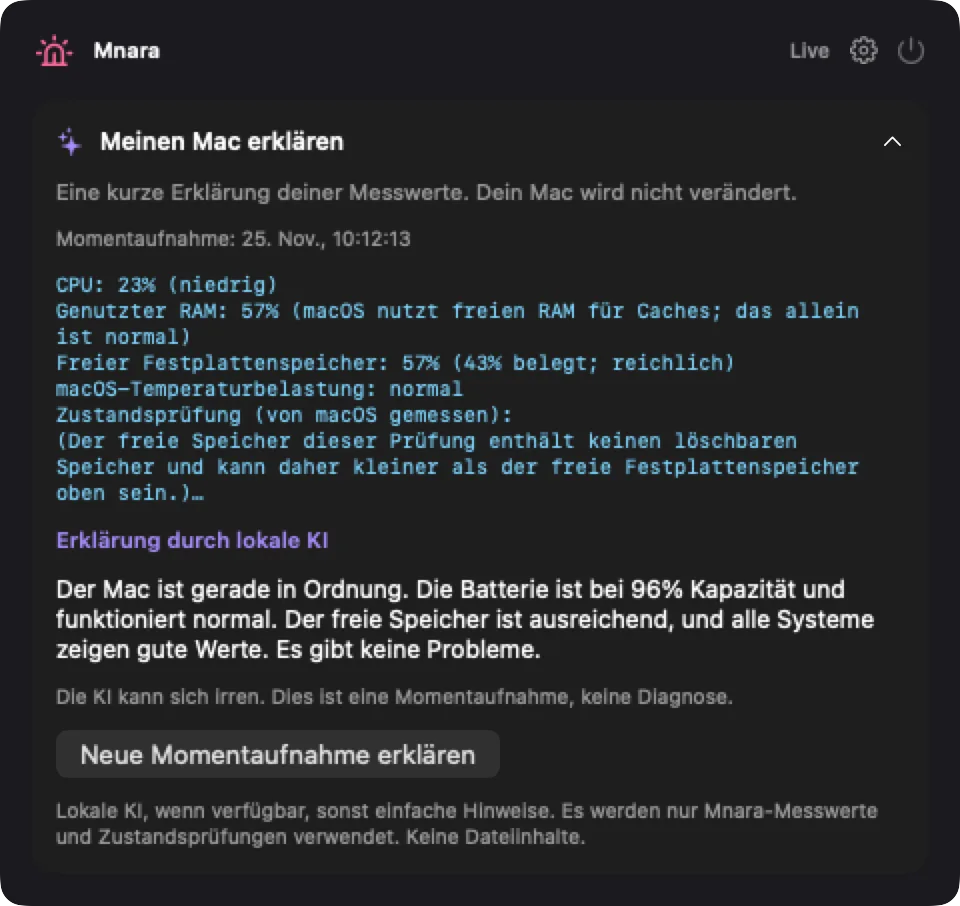 Mnara
Live
Meinen Mac erklären
Eine kurze Erklärung deiner Messwerte. Dein Mac wird nicht verändert.
Momentaufnahme: 25. Nov., 10:12:13
CPU: 23% (niedrig)
Genutzter RAM: 57% (macOS nutzt freien RAM für Caches; das allein
ist normal)
Freier Festplattenspeicher: 57% (43% belegt; reichlich)
macOS-Temperaturbelastung: normal
Zustandsprüfung (von macOS gemessen):
(Der freie Speicher dieser Prüfung enthält keinen löschbaren
Speicher und kann daher kleiner als der freie Festplattenspeicher
oben sein.)…
Erklärung durch lokale KI
Der Mac ist gerade in Ordnung. Die Batterie ist bei 96% Kapazität und
funktioniert normal. Der freie Speicher ist ausreichend, und alle Systeme
zeigen gute Werte. Es gibt keine Probleme.
Die KI kann sich irren. Dies ist eine Momentaufnahme, keine Diagnose.
Neue Momentaufnahme erklären
Lokale KI, wenn verfügbar, sonst einfache Hinweise. Es werden nur Mnara-Messwerte
und Zustandsprüfungen verwendet. Keine Dateiinhalte.